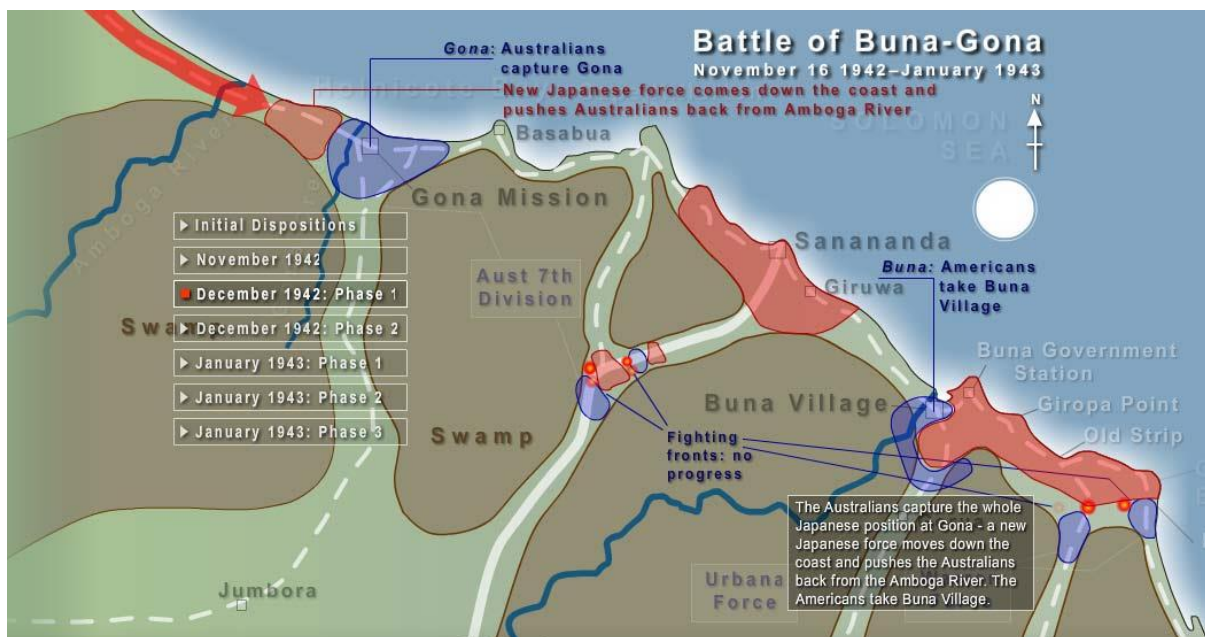 Battle of Buna-Gona
November 16 1942–January 1943
Gona: Australians
capture Gona
New Japanese force comes down the coast and
pushes Australians back from Amboga River
N
SOLOMON
SEA
Basabua
Amboga River
Gona Mission
Initial Dispositions
November 1942
December 1942: Phase 1
December 1942: Phase 2
January 1943: Phase 1
January 1943: Phase 2
January 1943: Phase 3
Swamp
Aust 7th
Division
Sanananda
Giruwa
Buna: Americans
take Buna
Village
Buna Government
Station
Giropa Point
Old Strip
Buna Village
Swamp
Fighting
fronts: no
progress
The Australians capture the whole
Japanese position at Gona - a new
Japanese force moves down the
coast and pushes the Australians
back from the Amboga River. The
Americans take Buna Village.
Urbana
Force
Jumbora